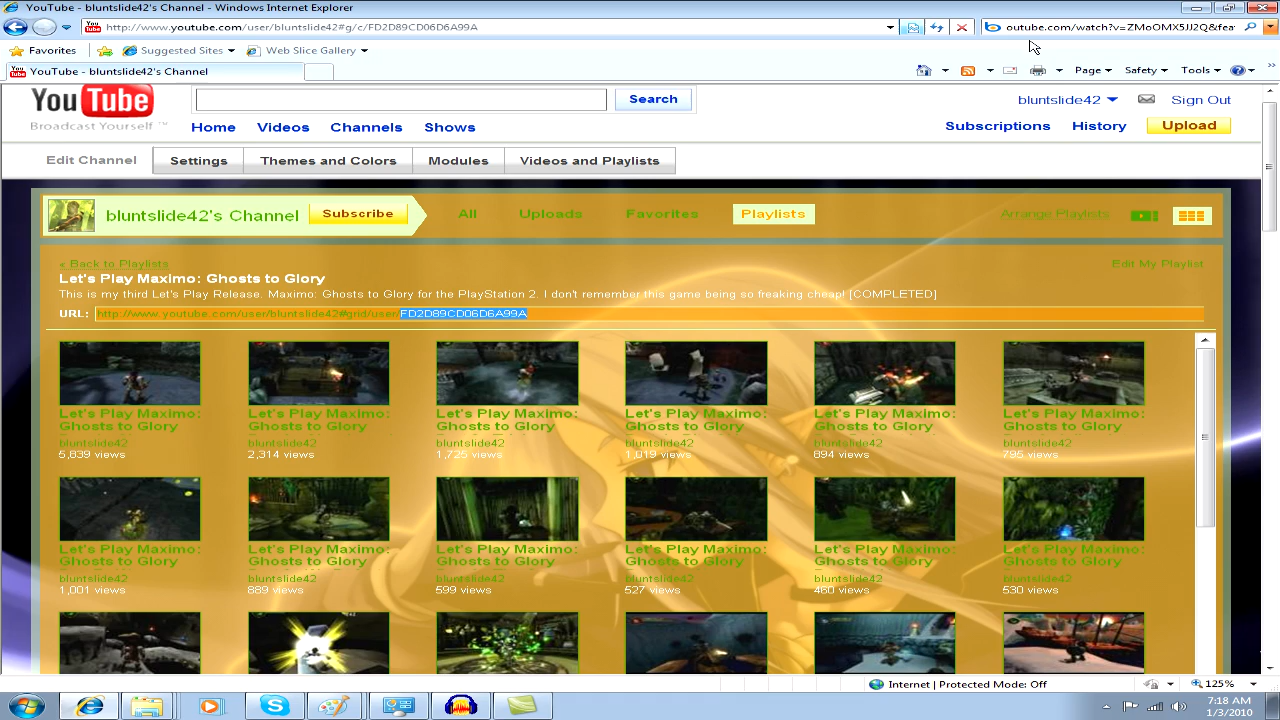 YouTube - bluntslide42's Channel - Windows Internet Explorer
http://www.youtube.com/user/bluntslide42#g/c/FD2D89CD06D6A99A
outube.com/watch?v=ZMoOMX5JJ2Q&fea
Favorites Suggested Sites Web Slice Gallery
YouTube - bluntslide42's Channel
Page Safety Tools
YouTube
Broadcast Yourself ™
Search
bluntslide42 Sign Out
Home Videos Channels Shows
Subscriptions History Upload
Edit Channel Settings Themes and Colors Modules Videos and Playlists
bluntslide42's Channel Subscribe All Uploads Favorites Playlists Arrange Playlists
« Back to Playlists Edit My Playlist
Let's Play Maximo: Ghosts to Glory
This is my third Let's Play Release. Maximo: Ghosts to Glory for the PlayStation 2. I don't remember this game being so freaking cheap! [COMPLETED]
URL: http://www.youtube.com/user/bluntslide42#grid/user/FD2D89CD06D6A99A
Let's Play Maximo: Let's Play Maximo: Let's Play Maximo: Let's Play Maximo: Let's Play Maximo: Let's Play Maximo:
Ghosts to Glory Ghosts to Glory Ghosts to Glory Ghosts to Glory Ghosts to Glory Ghosts to Glory
bluntslide42 bluntslide42 bluntslide42 bluntslide42 bluntslide42 bluntslide42
5,839 views 2,314 views 1,725 views 1,019 views 894 views 795 views
Let's Play Maximo: Let's Play Maximo: Let's Play Maximo: Let's Play Maximo: Let's Play Maximo: Let's Play Maximo:
Ghosts to Glory Ghosts to Glory Ghosts to Glory Ghosts to Glory Ghosts to Glory Ghosts to Glory
bluntslide42 bluntslide42 bluntslide42 bluntslide42 bluntslide42 bluntslide42
1,001 views 889 views 599 views 527 views 460 views 530 views
Internet | Protected Mode: Off 125%
7:18 AM
1/3/2010